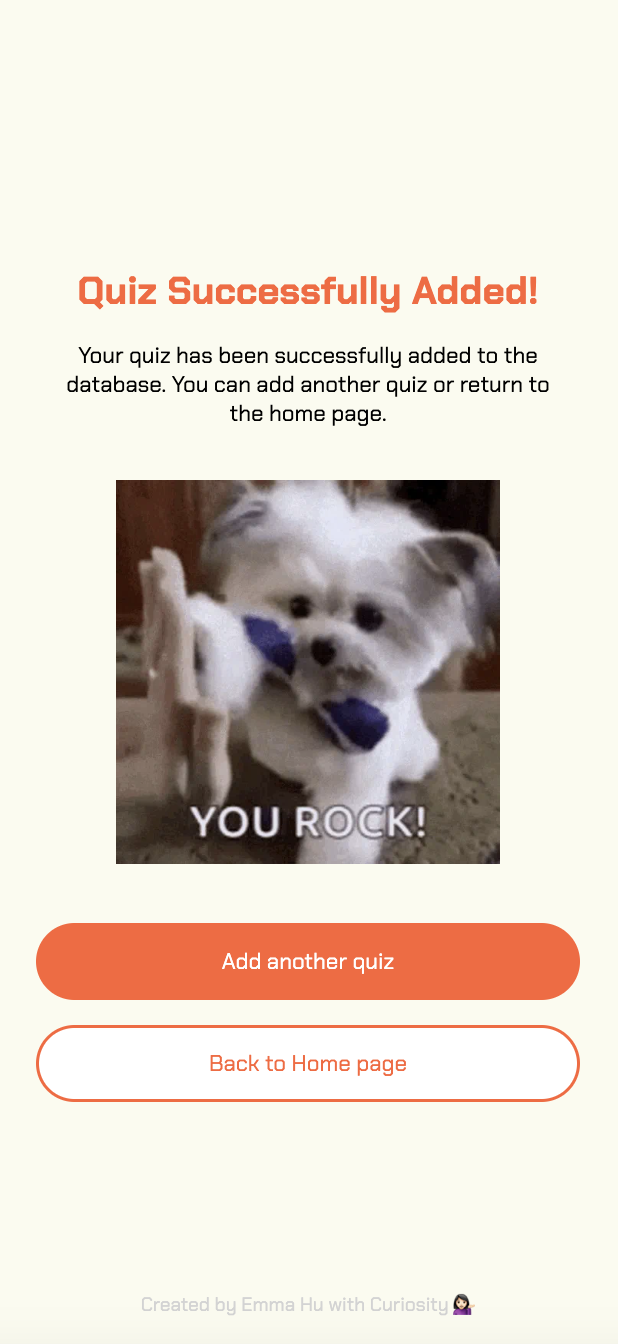 Quiz Successfully Added!
Your quiz has been successfully added to the
database. You can add another quiz or return to
the home page.
YOU ROCK!
Add another quiz
Back to Home page
Created by Emma Hu with Curiosity 💁🏻‍♀️